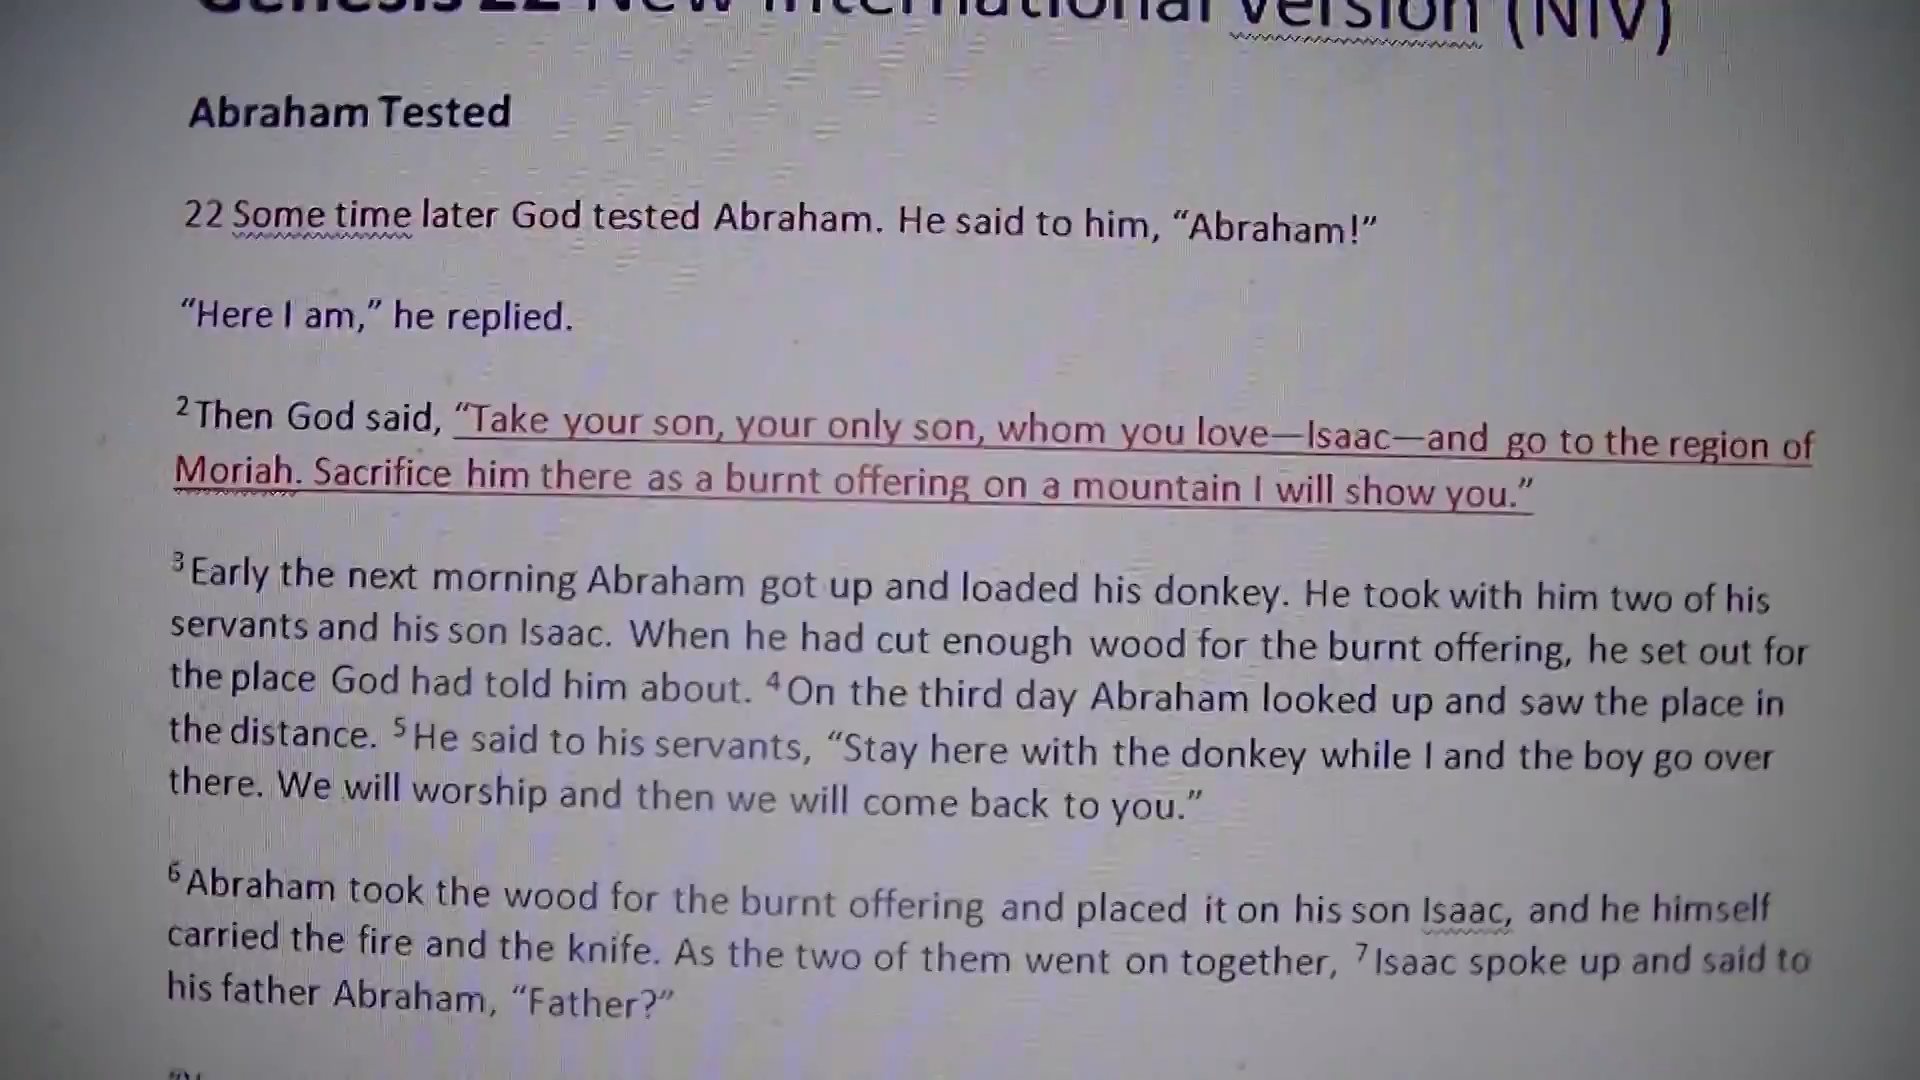 Genesis 22 New International Version (NIV)
Abraham Tested
22 Some time later God tested Abraham. He said to him, “Abraham!”
“Here I am,” he replied.
2 Then God said, “Take your son, your only son, whom you love—Isaac—and go to the region of
Moriah. Sacrifice him there as a burnt offering on a mountain I will show you.”
3 Early the next morning Abraham got up and loaded his donkey. He took with him two of his
servants and his son Isaac. When he had cut enough wood for the burnt offering, he set out for
the place God had told him about. 4 On the third day Abraham looked up and saw the place in
the distance. 5 He said to his servants, “Stay here with the donkey while I and the boy go over
there. We will worship and then we will come back to you.”
6 Abraham took the wood for the burnt offering and placed it on his son Isaac, and he himself
carried the fire and the knife. As the two of them went on together, 7 Isaac spoke up and said to
his father Abraham, “Father?”